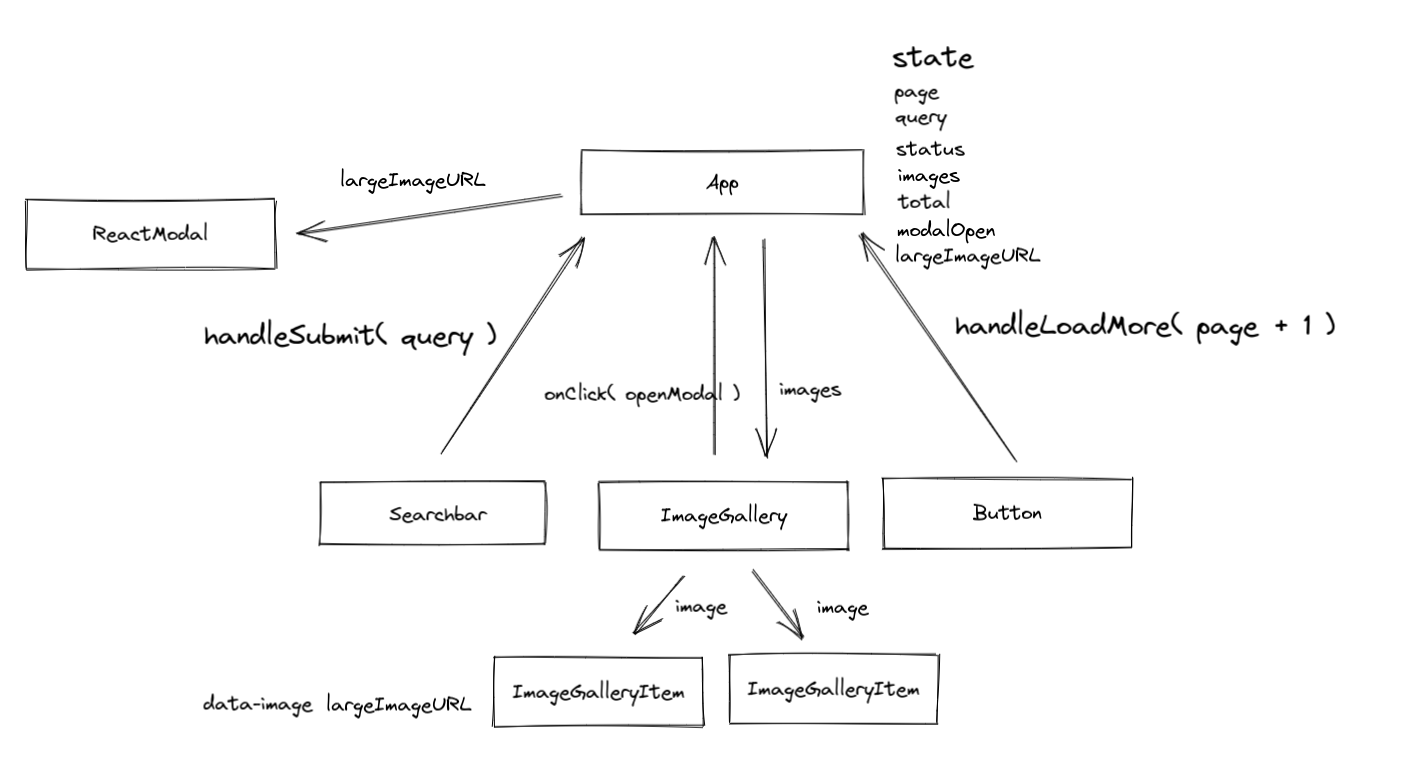 state
page
query
status
images
total
modalOpen
largeImageURL
App
largeImageURL
ReactModal
handleSubmit( query )
handleLoadMore( page + 1 )
onClick( openModal )
images
Searchbar
ImageGallery
Button
image
image
ImageGalleryItem
ImageGalleryItem
data-image largeImageURL